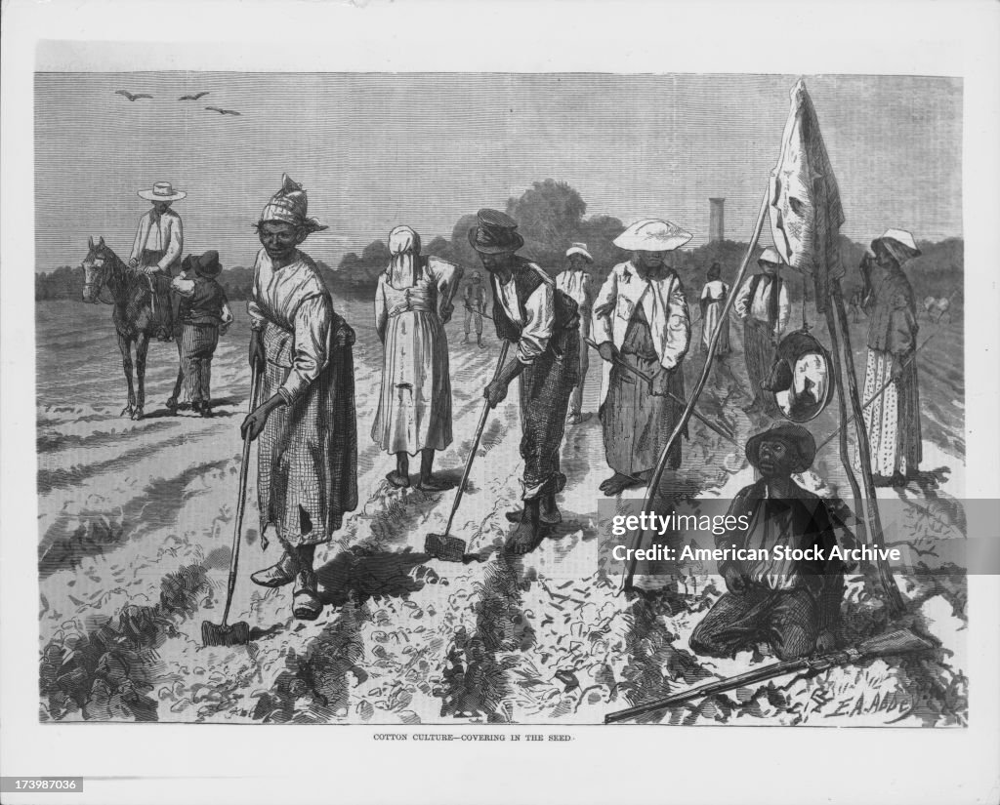 gettyimages®
American Stock Archive
E.A.ABBEY
COTTON CULTURE—COVERING IN THE SEED.
173987036